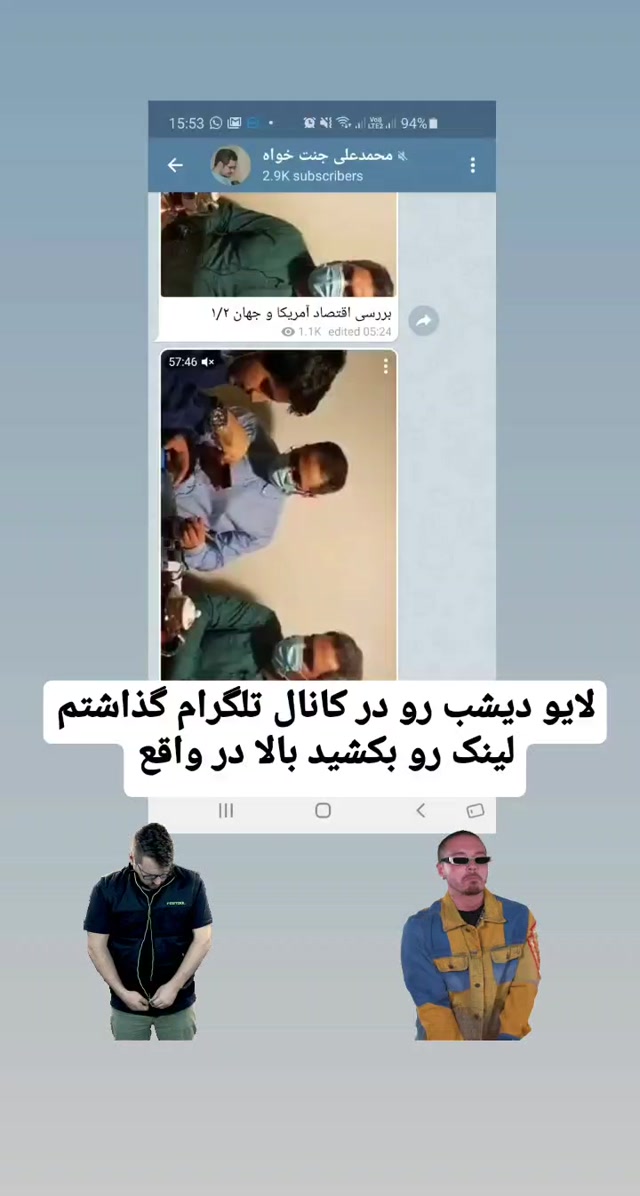 15:53
94%
محمدعلی جنت خواه
2.9K subscribers
بررسی اقتصاد آمریکا و جهان ۱/۲
1.1K edited 05:24
57:46
لایو دیشب رو در کانال تلگرام گذاشتم
لینک رو بکشید بالا در واقع
FESTOOL